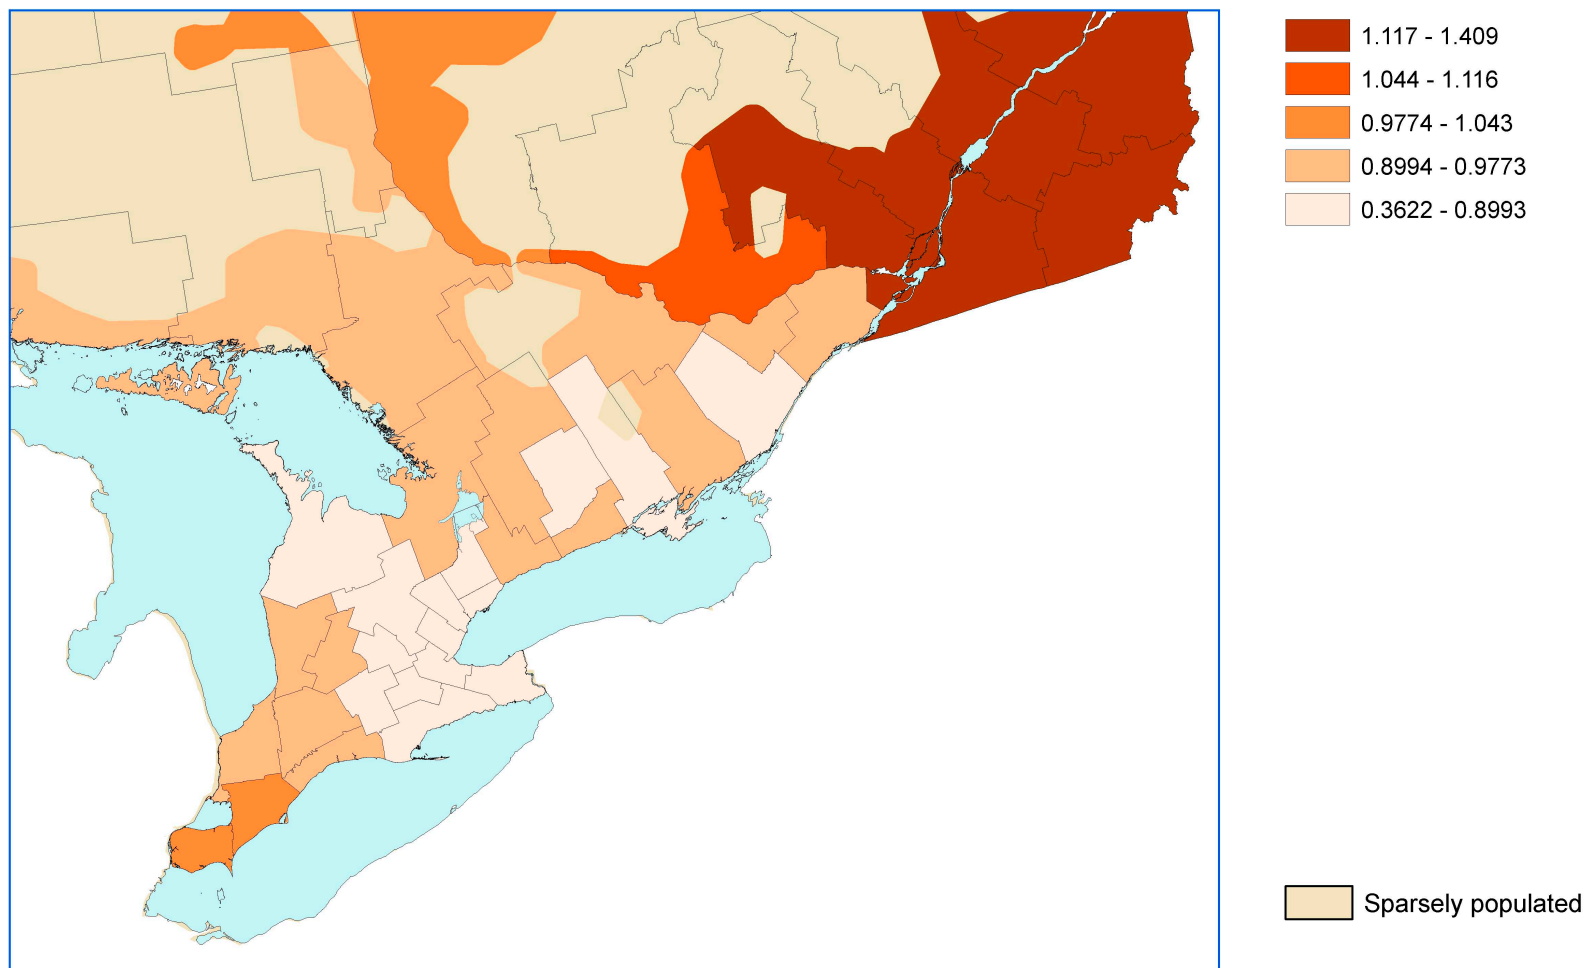 1.117 - 1.409
1.044 - 1.116
0.9774 - 1.043
0.8994 - 0.9773
0.3622 - 0.8993
Sparsely populated